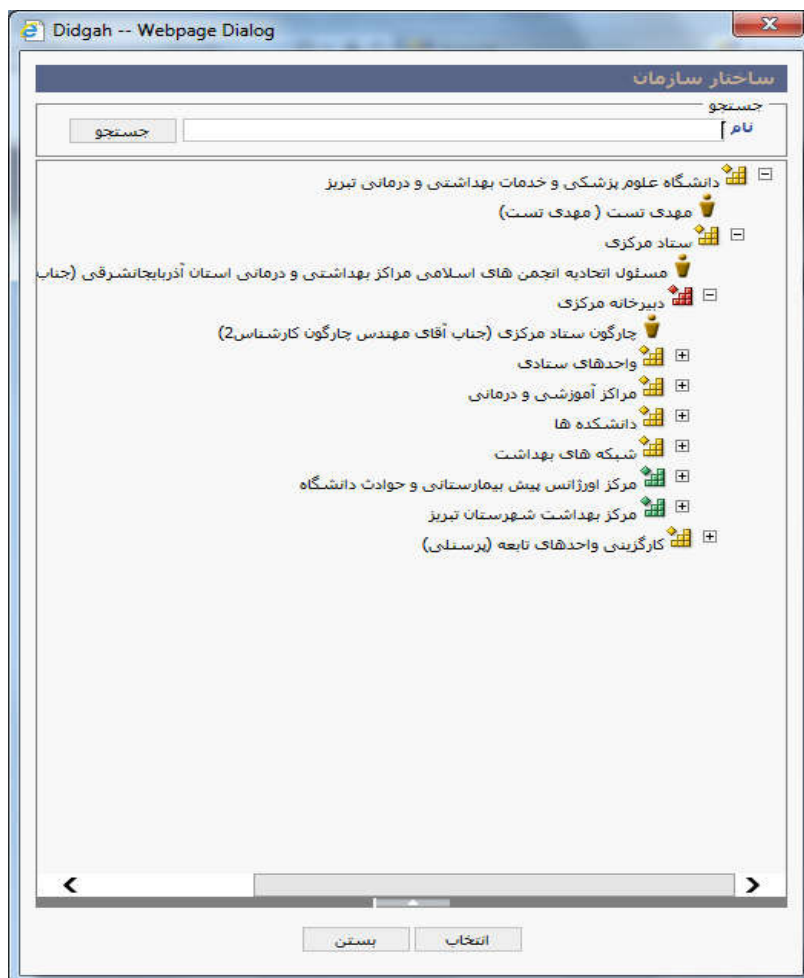 Didgah -- Webpage Dialog
ساختار سازمان
جستجو
نام
جستجو
دانشگاه علوم پزشکی و خدمات بهداشتی و درمانی تبریز
مهدی تست ( مهدی تست)
ستاد مرکزی
مسئول اتحادیه انجمن های اسلامی مراکز بهداشتی و درمانی استان آذربایجانشرقی (جناب
دبیرخانه مرکزی
چارگون ستاد مرکزی (جناب آقای مهندس چارگون کارشناس2)
واحدهای ستادی
مراکز آموزشی و درمانی
دانشکده ها
شبکه های بهداشت
مرکز اورژانس پیش بیمارستانی و حوادث دانشگاه
مرکز بهداشت شهرستان تبریز
کارگزینی واحدهای تابعه (پرسنلی)
انتخاب
بستن